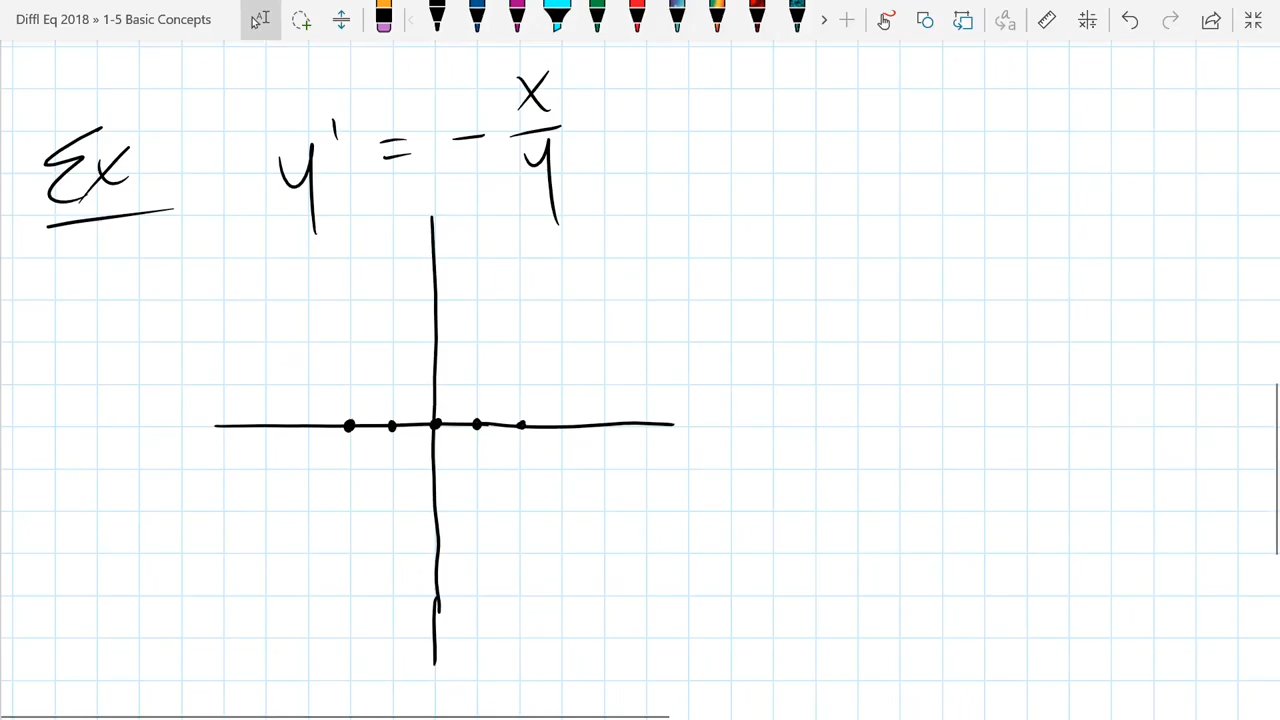 Diffl Eq 2018 » 1-5 Basic Concepts
Ex y' = - x/y